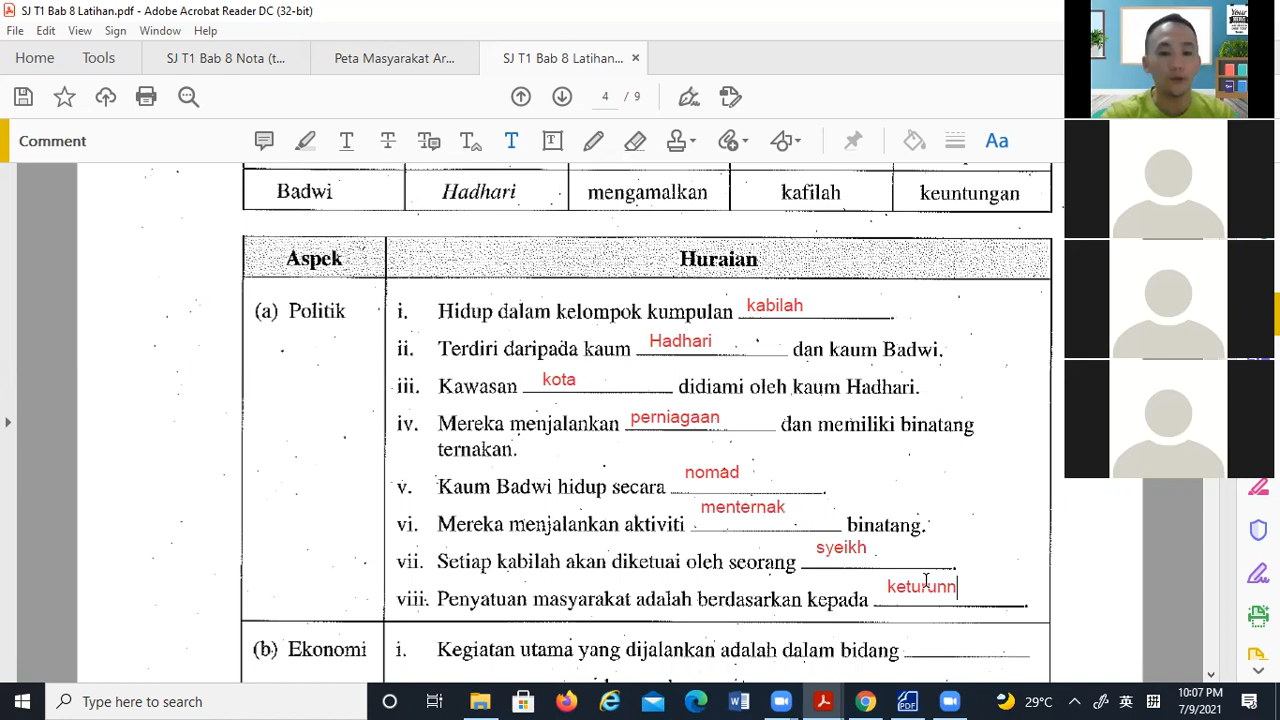 SJ T1 Bab 8 Latihan.pdf - Adobe Acrobat Reader DC (32-bit)
File Edit View Sign Window Help
Home Tools SJ T1 Bab 8 Nota (t... Peta Masyarakat Ar... SJ T1 Bab 8 Latihan... ×
4 / 9
Comment
Badwi Hadhari mengamalkan kafilah keuntungan
Aspek Huraian
(a) Politik i. Hidup dalam kelompok kumpulan kabilah.
ii. Terdiri daripada kaum Hadhari dan kaum Badwi.
iii. Kawasan kota didiami oleh kaum Hadhari.
iv. Mereka menjalankan perniagaan dan memiliki binatang
ternakan.
v. Kaum Badwi hidup secara nomad.
vi. Mereka menjalankan aktiviti menternak binatang.
vii. Setiap kabilah akan diketuai oleh seorang syeikh.
viii. Penyatuan masyarakat adalah berdasarkan kepada keturunn.
(b) Ekonomi i. Kegiatan utama yang dijalankan adalah dalam bidang
Type here to search
29°C 英 拼 10:07 PM
7/9/2021